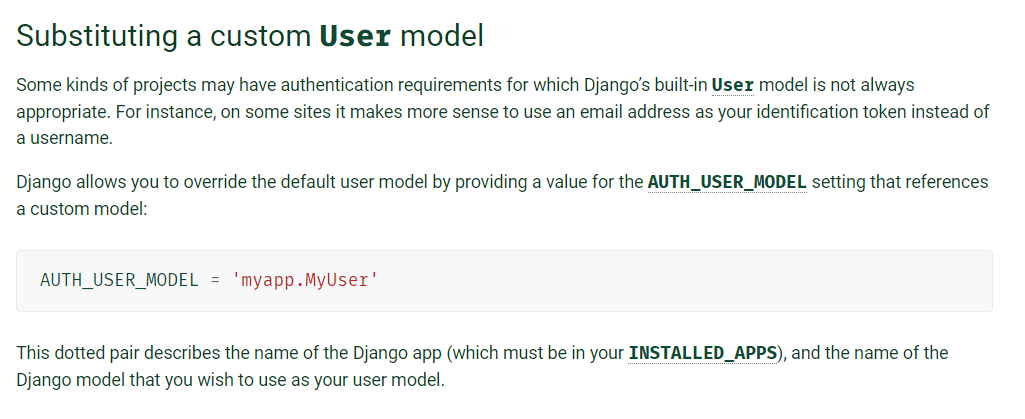 Substituting a custom User model
Some kinds of projects may have authentication requirements for which Django’s built-in User model is not always
appropriate. For instance, on some sites it makes more sense to use an email address as your identification token instead of
a username.
Django allows you to override the default user model by providing a value for the AUTH_USER_MODEL setting that references
a custom model:
AUTH_USER_MODEL = 'myapp.MyUser'
This dotted pair describes the name of the Django app (which must be in your INSTALLED_APPS), and the name of the
Django model that you wish to use as your user model.